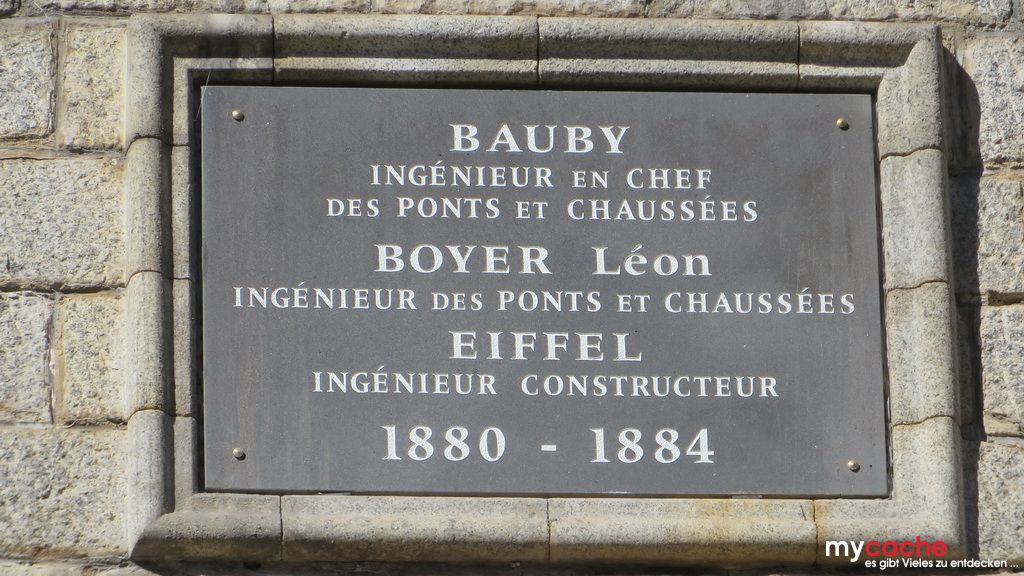 BAUBY
INGÉNIEUR EN CHEF
DES PONTS ET CHAUSSÉES
BOYER Léon
INGÉNIEUR DES PONTS ET CHAUSSÉES
EIFFEL
INGÉNIEUR CONSTRUCTEUR
1880 - 1884
mycache
es gibt Vieles zu entdecken ...